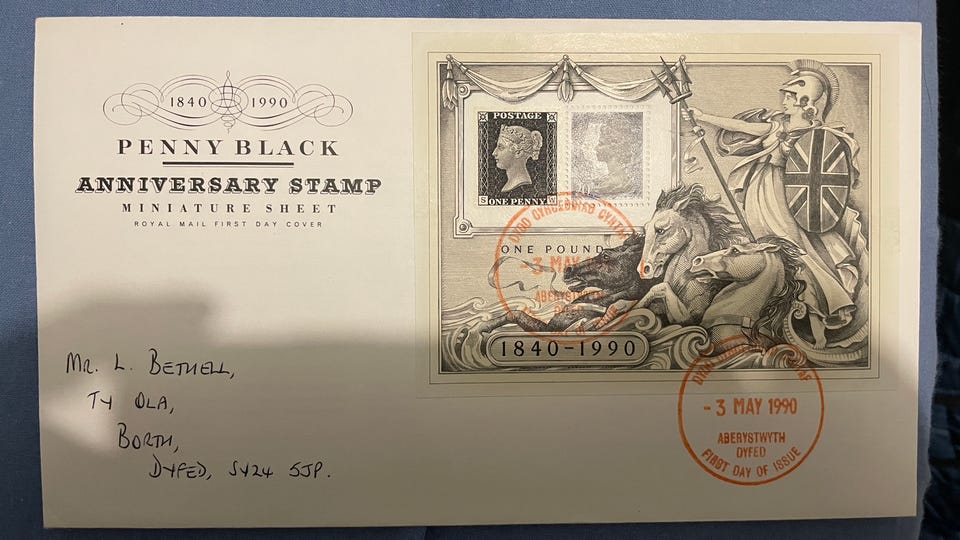 1840 1990
PENNY BLACK
ANNIVERSARY STAMP
MINIATURE SHEET
ROYAL MAIL FIRST DAY COVER
POSTAGE
S ONE PENNY W
ONE POUND
- 3 MAY
ABERYSTWYTH
1840-1990
- 3 MAY 1990
ABERYSTWYTH
DYFED
FIRST DAY OF ISSUE
MR. L. BETHELL,
TY OLA,
BORTH,
DYFED, SY24 5JP.